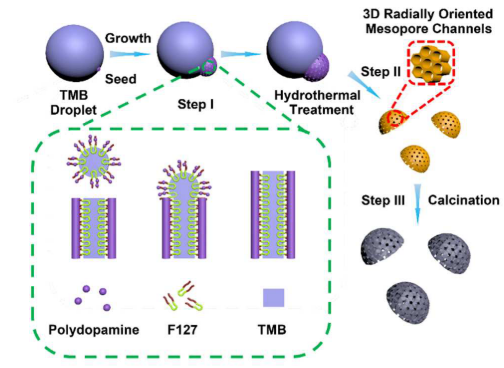 3D Radially Oriented
Mesopore Channels
Growth
Seed
TMB
Droplet
Step I
Hydrothermal
Treatment
Step II
Step III
Calcination
Polydopamine
F127
TMB